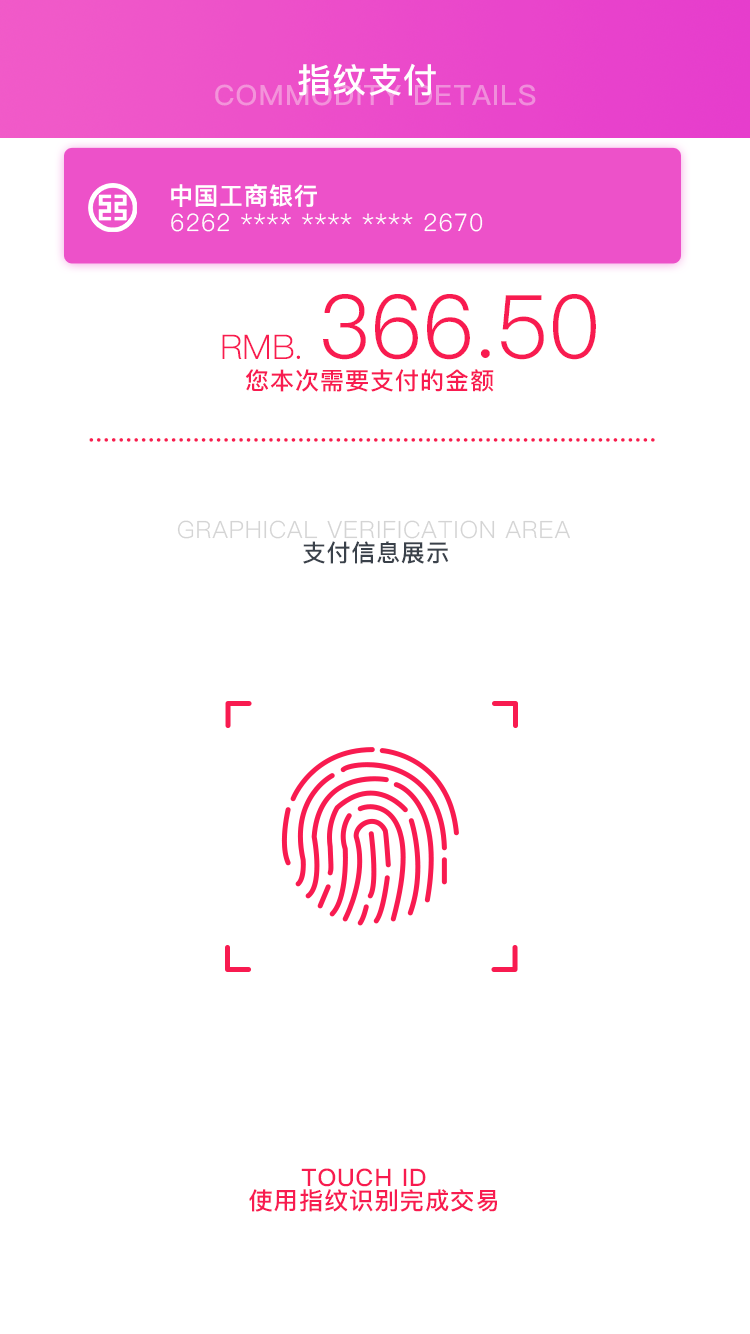 指纹支付
COMMODITY DETAILS
中国工商银行
6262 **** **** **** 2670
RMB. 366.50
您本次需要支付的金额
GRAPHICAL VERIFICATION AREA
支付信息展示
TOUCH ID
使用指纹识别完成交易